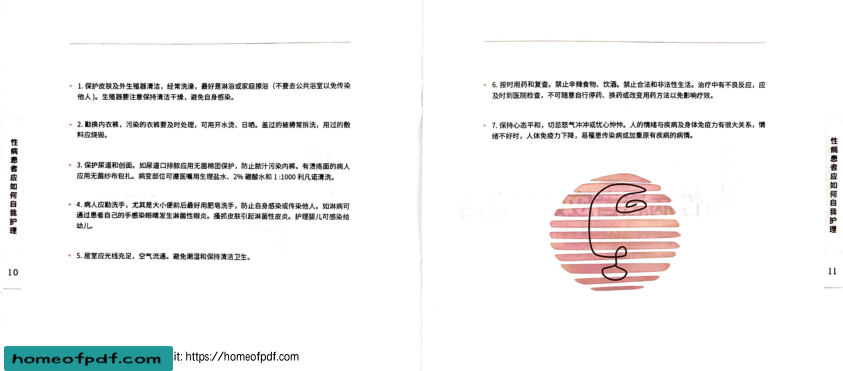 • 1. 保护皮肤及外生殖器清洁，经常洗澡，最好是淋浴或家庭擦浴（不要去公共浴室以免传染
他人）。生殖器要注意保持清洁干燥，避免自身感染。
• 2. 勤换内衣裤，污染的衣裤要及时处理，可用开水烫、日晒。盖过的被褥常拆洗，用过的敷
料应烧毁。
• 3. 保护尿道和创面。如尿道口排脓应用无菌棉团保护，防止脓汁污染内裤。有溃疡面的病人
应用无菌纱布包扎。病变部位可遵医嘱用生理盐水、2% 硼酸水和 1:1000 利凡诺清洗。
• 4. 病人应勤洗手，尤其是大小便前后最好用肥皂洗手，防止自身感染或传染他人。如淋病可
通过患者自己的手感染眼睛发生淋菌性眼炎。搔抓皮肤引起淋菌性皮炎。护理婴儿可感染给
幼儿。
• 5. 居室应光线充足，空气流通。避免潮湿和保持清洁卫生。
性病患者应如何自我护理
10
• 6. 按时用药和复查。禁止辛辣食物、饮酒。禁止合法和非法性生活。治疗中有不良反应，应
及时到医院检查，不可随意自行停药、换药或改变用药方法以免影响疗效。
• 7. 保持心态平和，切忌怒气冲冲或忧心忡忡。人的情绪与疾病及身体免疫力有很大关系，情
绪不好时，人体免疫力下降，易罹患传染病或加重原有疾病的病情。
性病患者应如何自我护理
11
homeofpdf.com
it: https://homeofpdf.com